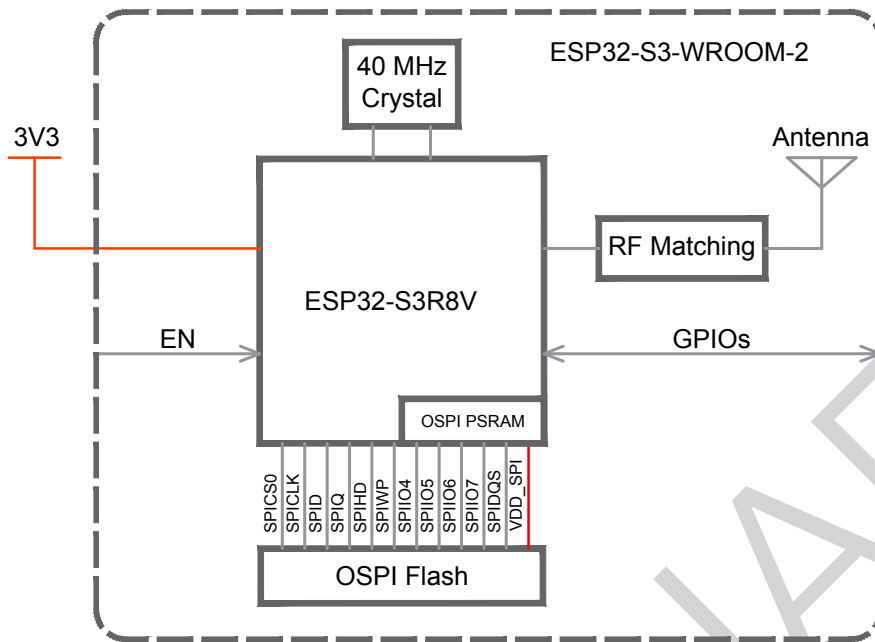 ESP32-S3-WROOM-2
40 MHz
Crystal
3V3
Antenna
RF Matching
ESP32-S3R8V
EN
GPIOs
OSPI PSRAM
SPICS0
SPICLK
SPID
SPIQ
SPIHD
SPIWP
SPIIO4
SPIIO5
SPIIO6
SPIIO7
SPIDQS
VDD_SPI
OSPI Flash